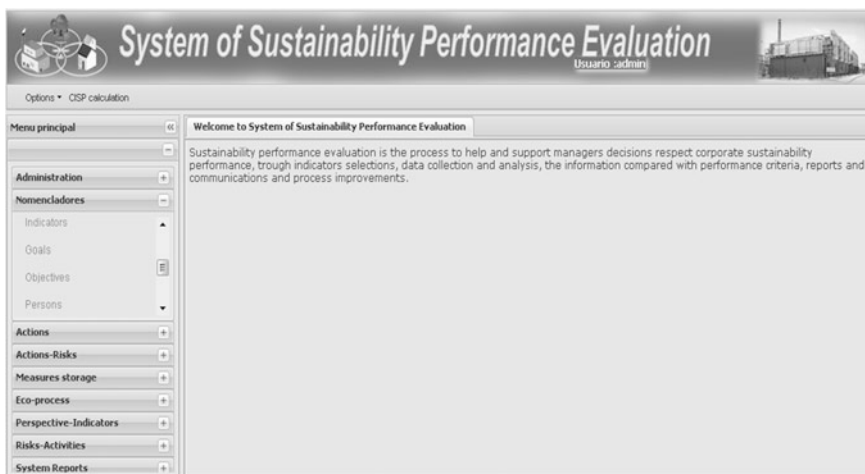 System of Sustainability Performance Evaluation
Usuario :admin
Options CISP calculation
Menu principal
Welcome to System of Sustainability Performance Evaluation
Sustainability performance evaluation is the process to help and support managers decisions respect corporate sustainability
performance, trough indicators selections, data collection and analysis, the information compared with performance criteria, reports and
communications and process improvements.
Administration
Nomencladores
Indicators
Goals
Objectives
Persons
Actions
Actions-Risks
Measures storage
Eco-process
Perspective-Indicators
Risks-Activities
System Reports